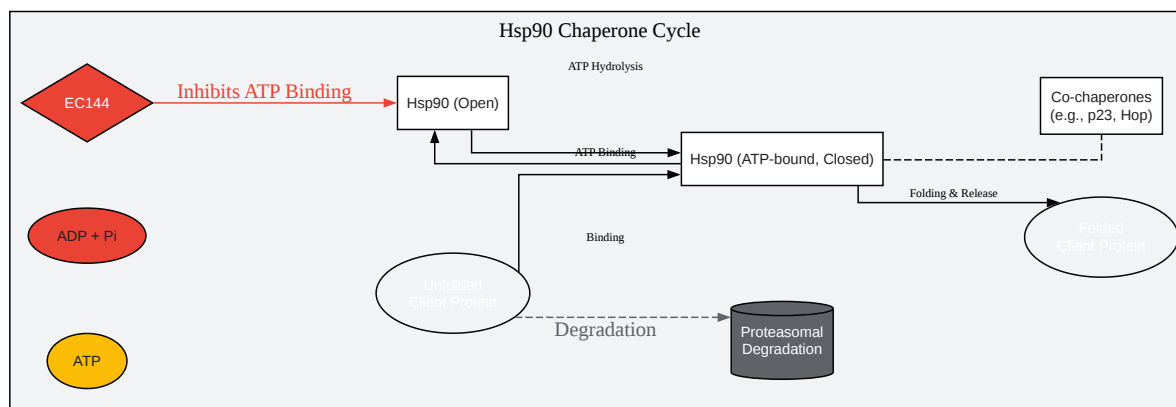 Hsp90 Chaperone Cycle
ATP Hydrolysis
EC144
Inhibits ATP Binding
Hsp90 (Open)
Co-chaperones
(e.g., p23, Hop)
ATP Binding
Hsp90 (ATP-bound, Closed)
Folding & Release
ADP + Pi
Binding
Folded
Client Protein
Unfolded
Client Protein
Degradation
Proteasomal
Degradation
ATP